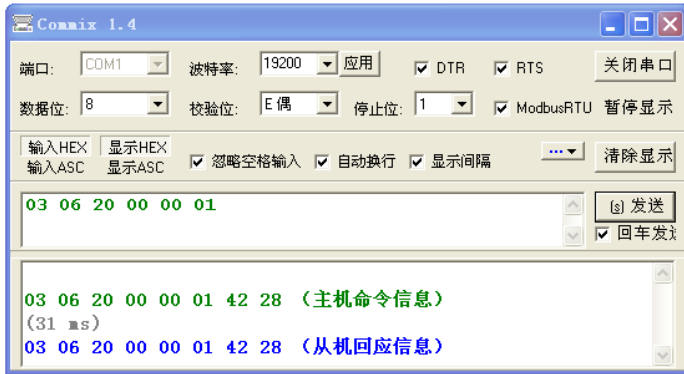 Commix 1.4
端口: COM1 波特率: 19200 应用 DTR RTS 关闭串口
数据位: 8 校验位: E偶 停止位: 1 ModbusRTU 暂停显示
输入HEX 显示HEX
输入ASC 显示ASC 忽略空格输入 自动换行 显示间隔 ... 清除显示
03 06 20 00 00 01 (s) 发送
回车发送
03 06 20 00 00 01 42 28 （主机命令信息）
(31 ms)
03 06 20 00 00 01 42 28 （从机回应信息）